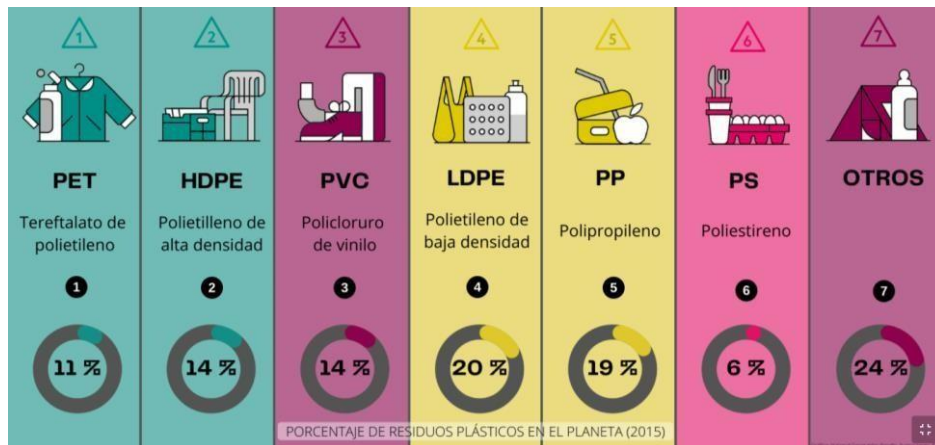 1
2
3
4
5
6
7
PET
HDPE
PVC
LDPE
PP
PS
OTROS
Tereftalato de
polietileno
Polietilleno de
alta densidad
Policloruro
de vinilo
Polietileno de
baja densidad
Polipropileno
Poliestireno
1
2
3
4
5
6
7
11 %
14 %
14 %
20 %
19 %
6 %
24 %
PORCENTAJE DE RESIDUOS PLÁSTICOS EN EL PLANETA (2015)